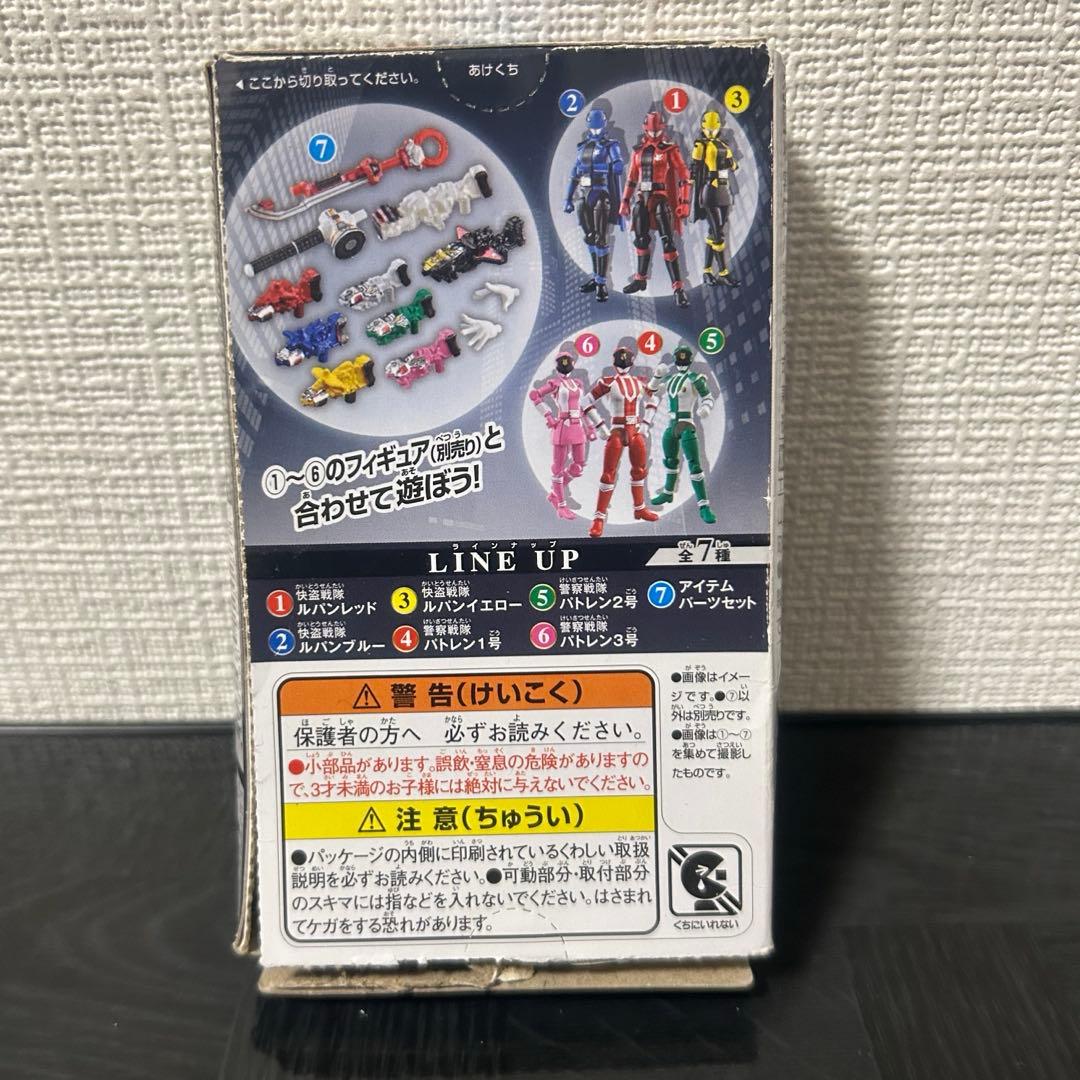 ◀ここから切り取ってください。
あけくち
7
2
1
3
6
4
5
①～⑥のフィギュア(別売り)と
合わせて遊ぼう!
ラインナップ
LINE UP
全7種
1 快盗戦隊 ルパンレッド
2 快盗戦隊 ルパンブルー
3 快盗戦隊 ルパンイエロー
4 警察戦隊 パトレン1号
5 警察戦隊 パトレン2号
6 警察戦隊 パトレン3号
7 アイテム パーツセット
⚠警告(けいこく)
保護者の方へ 必ずお読みください。
●小部品があります。誤飲・窒息の危険がありますの
で、3才未満のお子様には絶対に与えないでください。
⚠注意(ちゅうい)
●パッケージの内側に印刷されているくわしい取扱
説明を必ずお読みください。●可動部分・取付部分
のスキマには指などを入れないでください。はさまれ
てケガをする恐れがあります。
●画像はイメー
ジです。●⑦以
外は別売りです。
●画像は①～⑦
を集めて撮影し
たものです。
くちにいれない